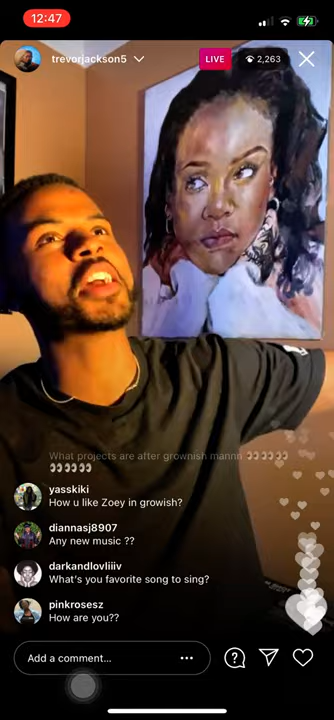 12:47
trevorjackson5
LIVE
2,263
What projects are after grownish mannn 👀👀👀👀👀👀
👀👀👀👀👀👀
yasskiki
How u like Zoey in growish?
diannasj8907
Any new music ??
darkandlovliiiv
What's you favorite song to sing?
pinkrosesz
How are you??
Add a comment...